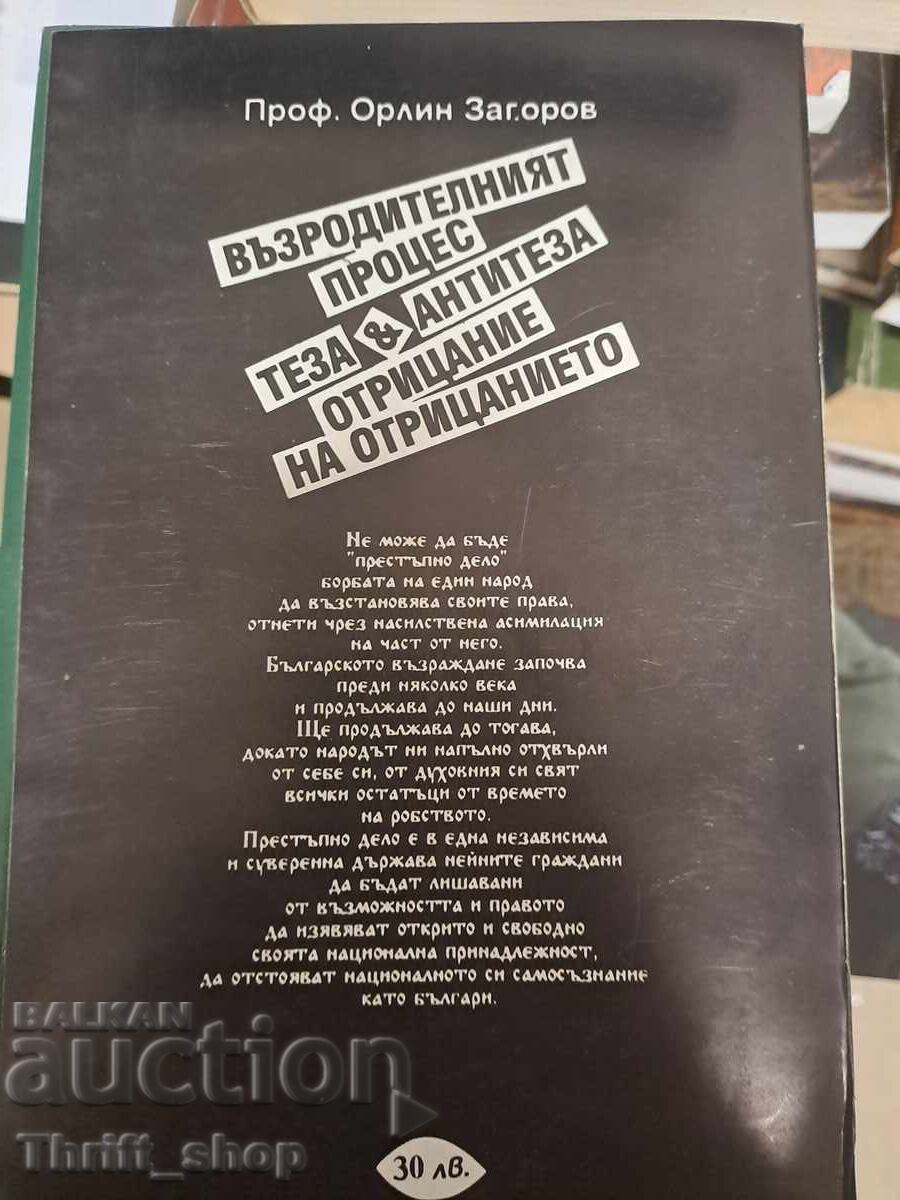 Проф. Орлин Загоров
ВЪЗРОДИТЕЛНИЯТ
ПРОЦЕС
ТЕЗА & АНТИТЕЗА
ОТРИЦАНИЕ
НА ОТРИЦАНИЕТО
Не може да бъде
"престъпно дело"
борбата на един народ
да възстановява своите права,
отнети чрез насилствена асимилация
на част от него.
Българското възраждане започва
преди няколко века
и продължава до наши дни.
Ще продължава до тогава,
докато народът ни напълно отхвърли
от себе си, от духовния си свят
всички остатъци от времето
на робството.
Престъпно дело е в една независима
и суверенна държава нейните граждани
да бъдат лишавани
от възможността и правото
да изявяват открито и свободно
своята национална принадлежност,
да отстояват националното си самосъзнание
като българи.
BALKAN
auction
Thrift_shop
30 лв.